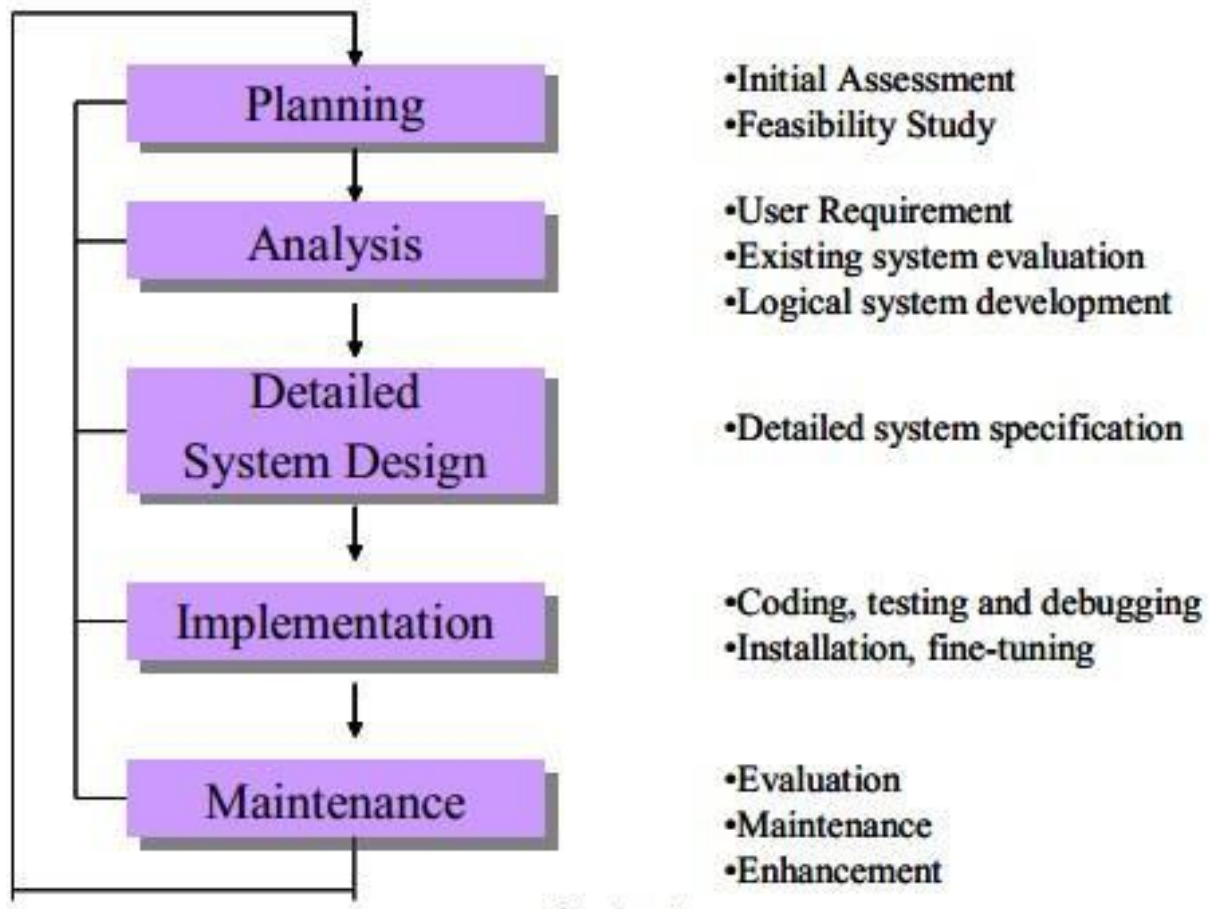 Planning
•Initial Assessment
•Feasibility Study
Analysis
•User Requirement
•Existing system evaluation
•Logical system development
Detailed
System Design
•Detailed system specification
Implementation
•Coding, testing and debugging
•Installation, fine-tuning
Maintenance
•Evaluation
•Maintenance
•Enhancement